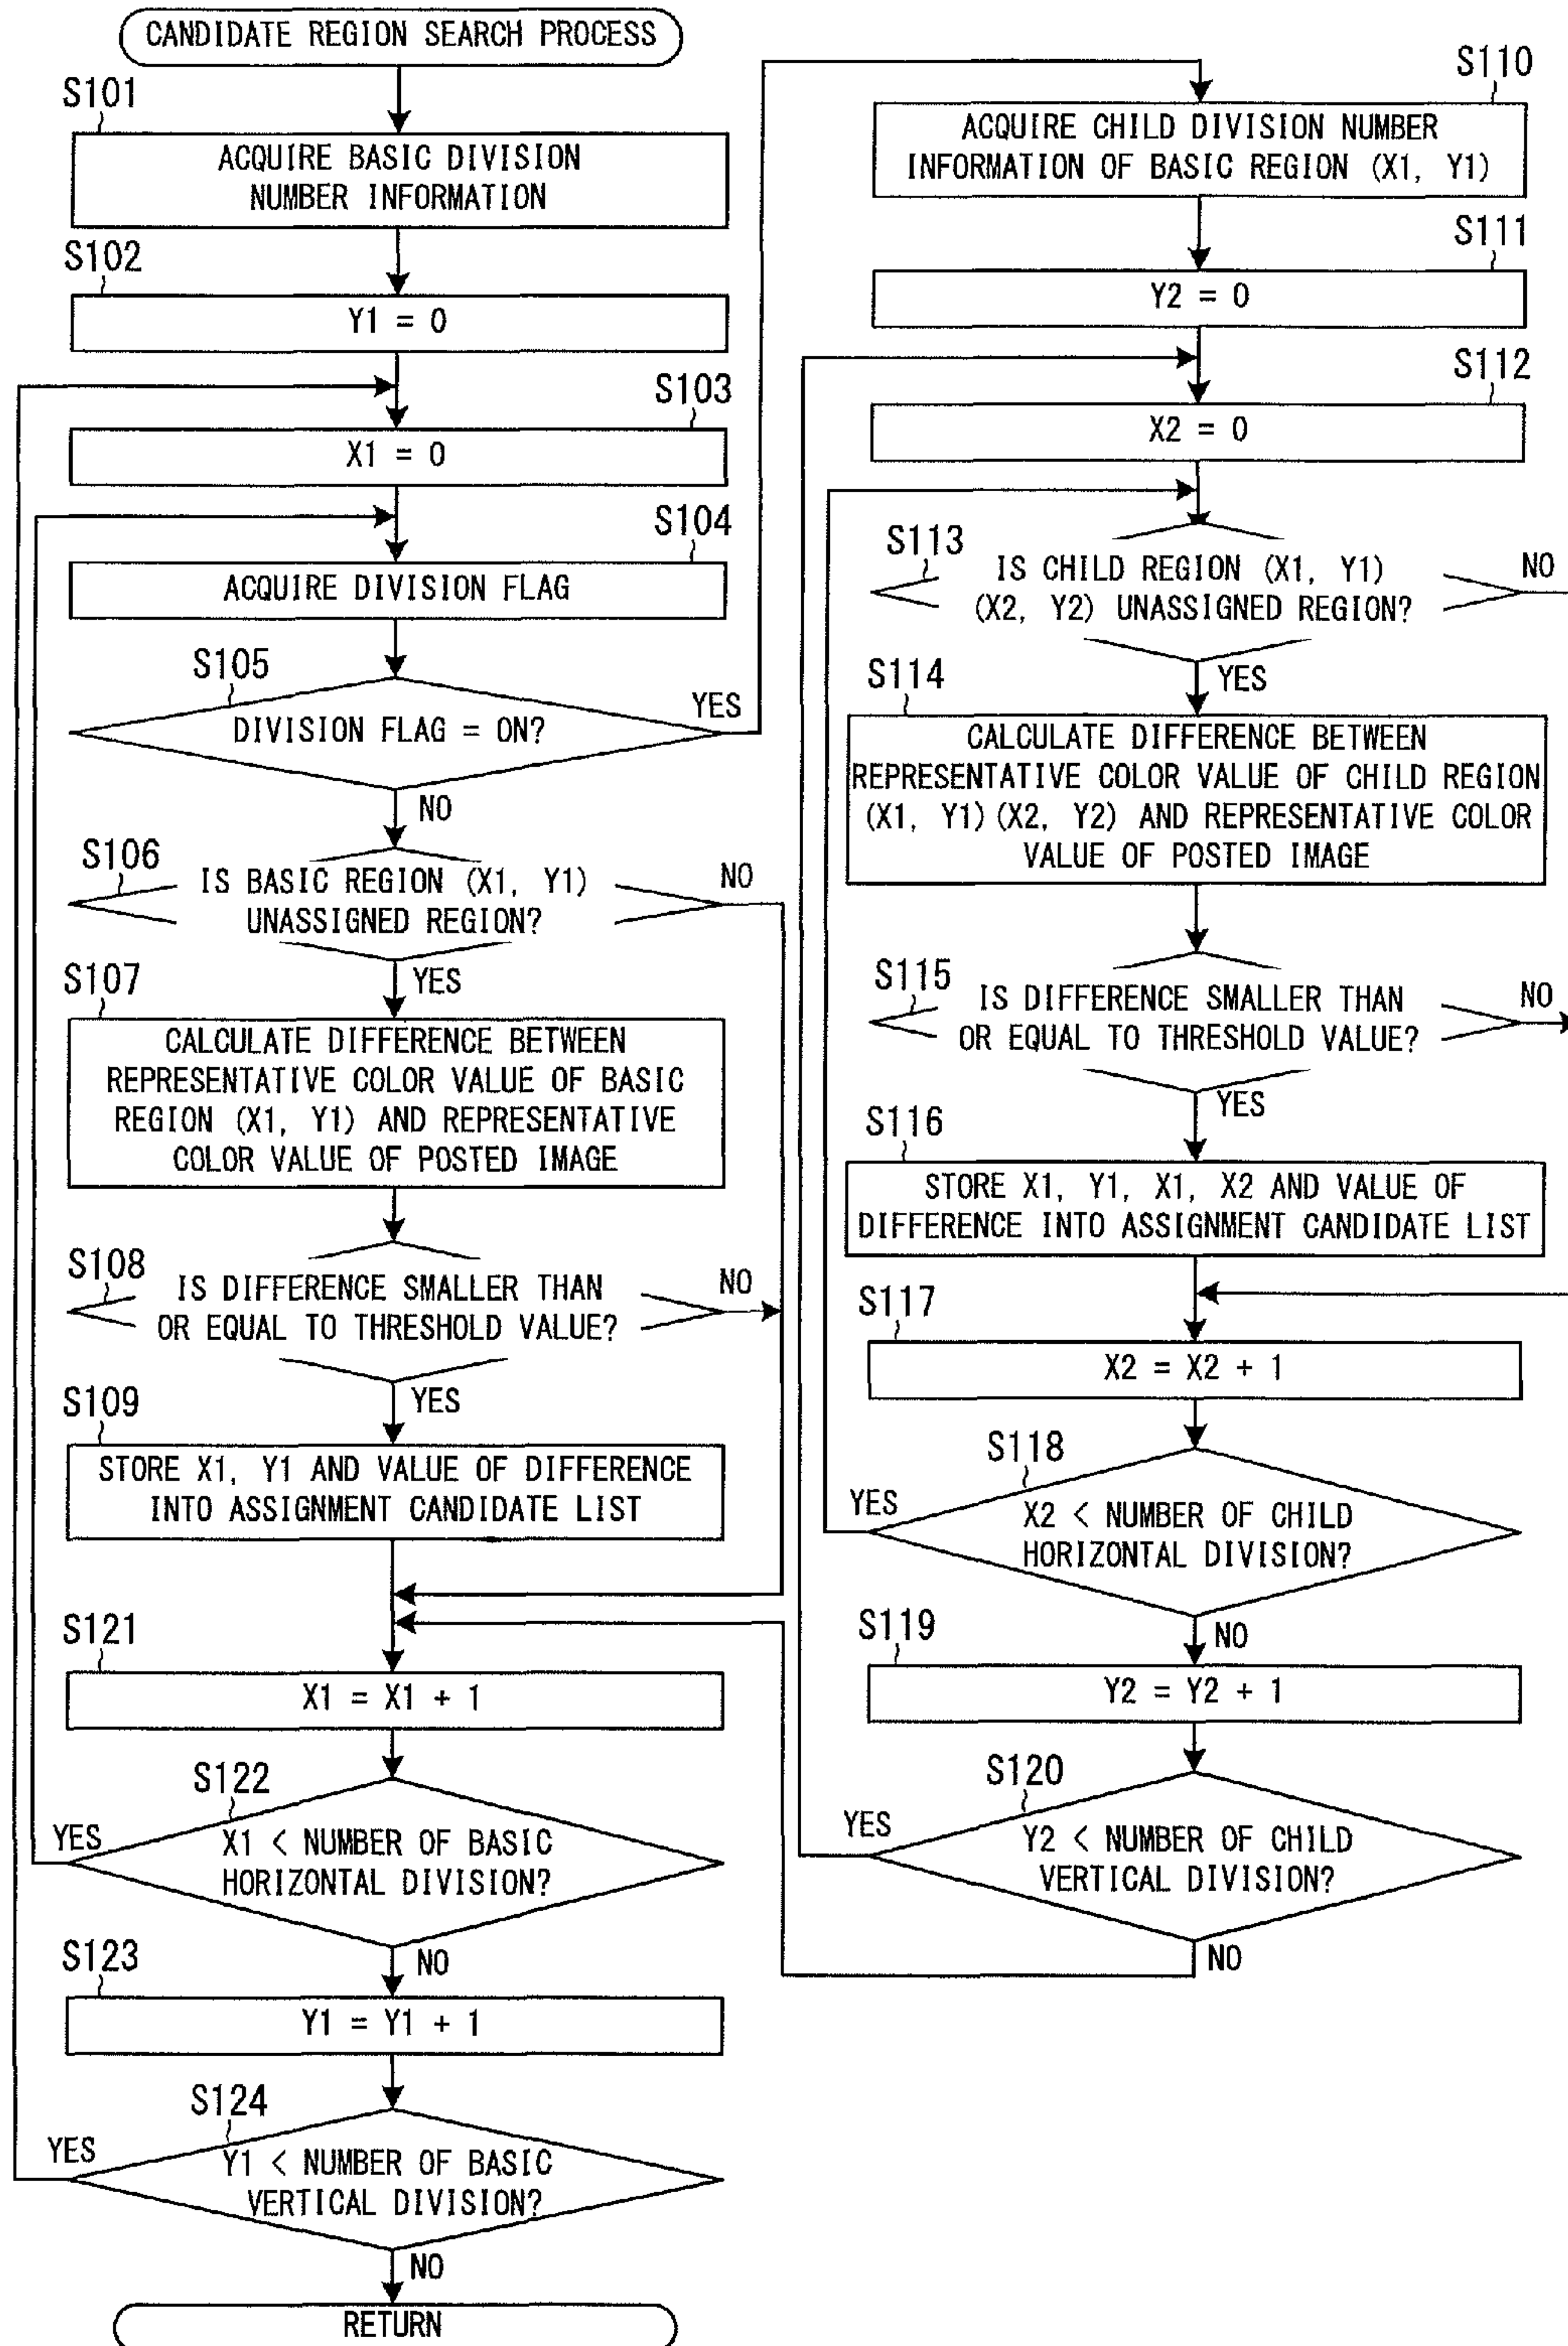 CANDIDATE REGION SEARCH PROCESS
S101
ACQUIRE BASIC DIVISION
NUMBER INFORMATION
S102
Y1 = 0
S103
X1 = 0
S104
ACQUIRE DIVISION FLAG
S105
DIVISION FLAG = ON?
YES
NO
S106
IS BASIC REGION (X1, Y1)
UNASSIGNED REGION?
NO
YES
S107
CALCULATE DIFFERENCE BETWEEN
REPRESENTATIVE COLOR VALUE OF BASIC
REGION (X1, Y1) AND REPRESENTATIVE
COLOR VALUE OF POSTED IMAGE
S108
IS DIFFERENCE SMALLER THAN
OR EQUAL TO THRESHOLD VALUE?
NO
YES
S109
STORE X1, Y1 AND VALUE OF DIFFERENCE
INTO ASSIGNMENT CANDIDATE LIST
S121
X1 = X1 + 1
S122
YES
X1 < NUMBER OF BASIC
HORIZONTAL DIVISION?
NO
S123
Y1 = Y1 + 1
S124
YES
Y1 < NUMBER OF BASIC
VERTICAL DIVISION?
NO
RETURN
S110
ACQUIRE CHILD DIVISION NUMBER
INFORMATION OF BASIC REGION (X1, Y1)
S111
Y2 = 0
S112
X2 = 0
S113
IS CHILD REGION (X1, Y1)
(X2, Y2) UNASSIGNED REGION?
NO
YES
S114
CALCULATE DIFFERENCE BETWEEN
REPRESENTATIVE COLOR VALUE OF CHILD REGION
(X1, Y1) (X2, Y2) AND REPRESENTATIVE COLOR
VALUE OF POSTED IMAGE
S115
IS DIFFERENCE SMALLER THAN
OR EQUAL TO THRESHOLD VALUE?
NO
YES
S116
STORE X1, Y1, X1, X2 AND VALUE OF
DIFFERENCE INTO ASSIGNMENT CANDIDATE LIST
S117
X2 = X2 + 1
S118
YES
X2 < NUMBER OF CHILD
HORIZONTAL DIVISION?
NO
S119
Y2 = Y2 + 1
S120
YES
Y2 < NUMBER OF CHILD
VERTICAL DIVISION?
NO